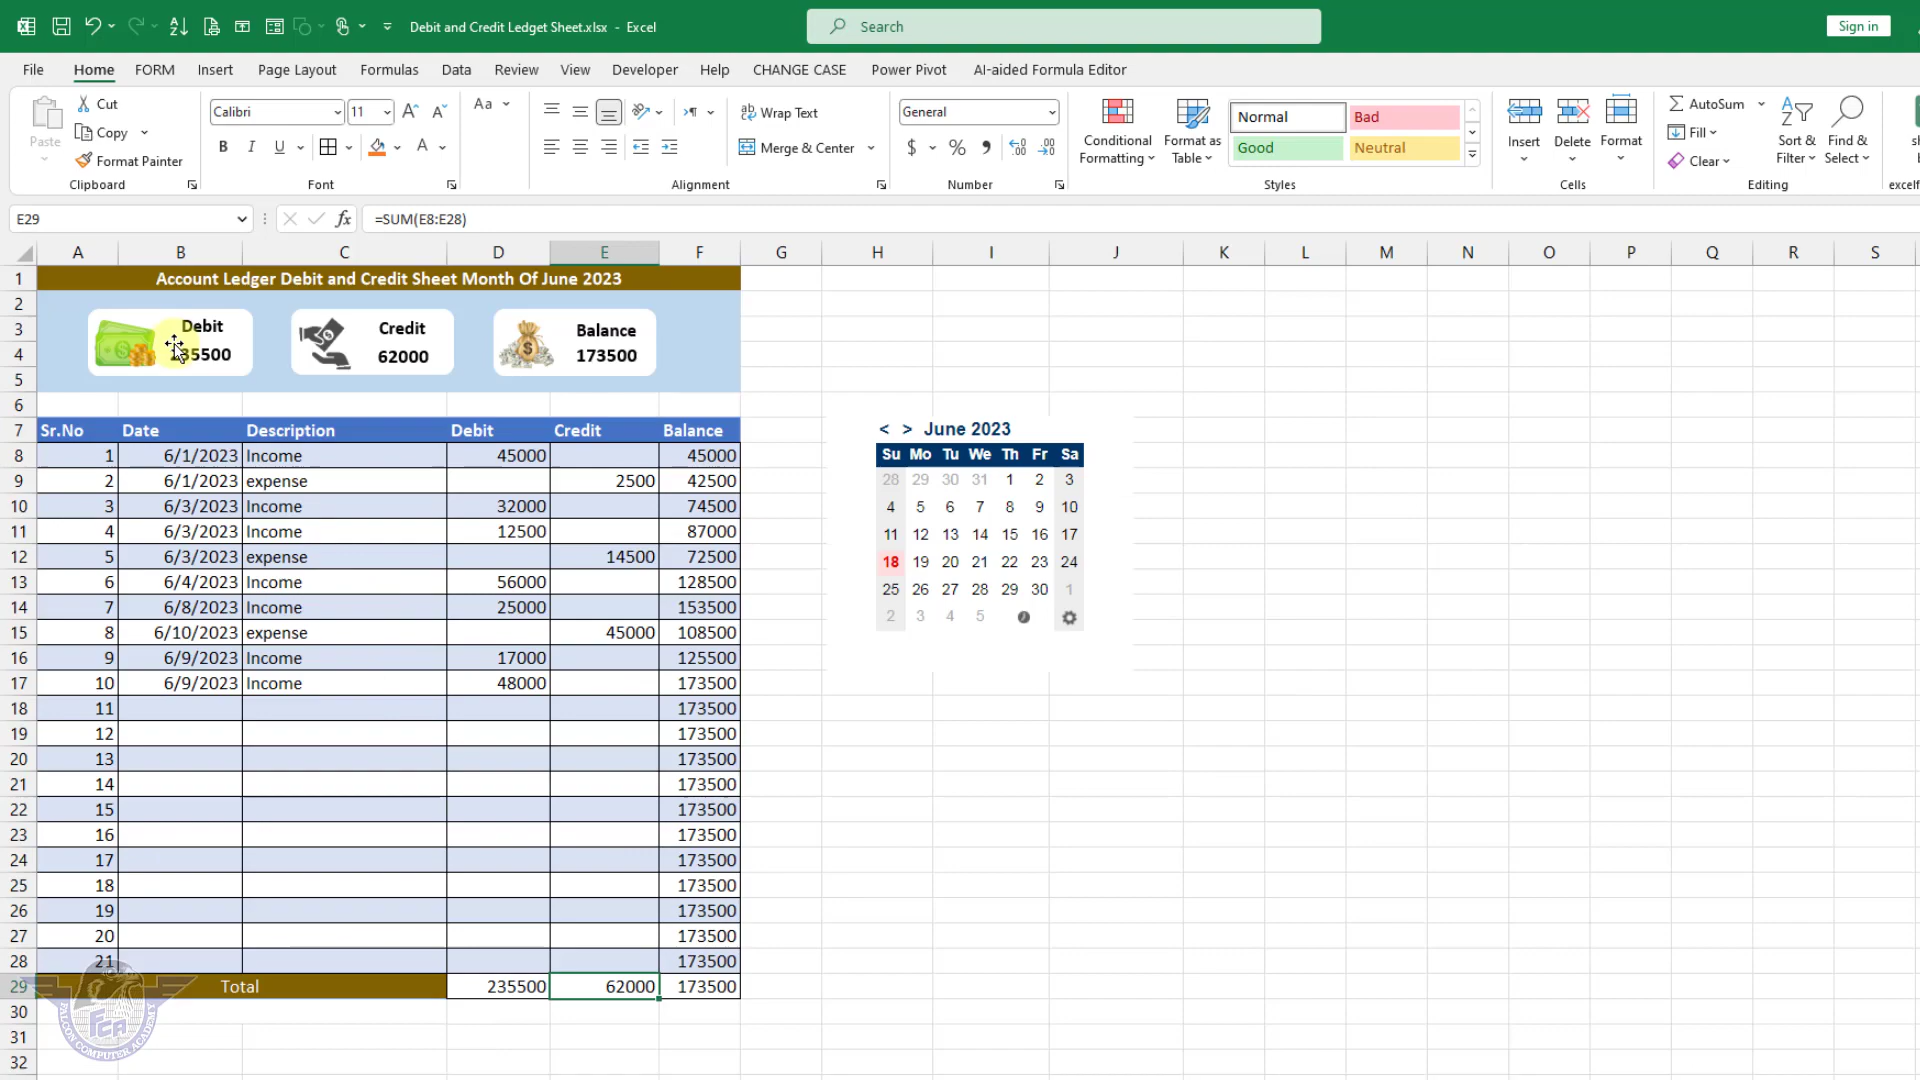 Debit and Credit Ledget Sheet.xlsx - Excel
Search
Sign in
File Home FORM Insert Page Layout Formulas Data Review View Developer Help CHANGE CASE Power Pivot AI-aided Formula Editor
Paste
Cut
Copy
Format Painter
Clipboard
Calibri 11
B I U
Font
Wrap Text
Merge & Center
Alignment
General
$ %
Number
Conditional Formatting
Format as Table
Normal Bad
Good Neutral
Styles
Insert Delete Format
Cells
AutoSum
Fill
Clear
Sort & Filter
Find & Select
Editing
E29 fx =SUM(E8:E28)
A B C D E F G H I J K L M N O P Q R S
1 Account Ledger Debit and Credit Sheet Month Of June 2023
2
3 Debit Credit Balance
4 235500 62000 173500
5
6
7 Sr.No Date Description Debit Credit Balance
8 1 6/1/2023 Income 45000 45000
9 2 6/1/2023 expense 2500 42500
10 3 6/3/2023 Income 32000 74500
11 4 6/3/2023 Income 12500 87000
12 5 6/3/2023 expense 14500 72500
13 6 6/4/2023 Income 56000 128500
14 7 6/8/2023 Income 25000 153500
15 8 6/10/2023 expense 45000 108500
16 9 6/9/2023 Income 17000 125500
17 10 6/9/2023 Income 48000 173500
18 11 173500
19 12 173500
20 13 173500
21 14 173500
22 15 173500
23 16 173500
24 17 173500
25 18 173500
26 19 173500
27 20 173500
28 21 173500
29 Total 235500 62000 173500
30
31
32
< > June 2023
Su Mo Tu We Th Fr Sa
28 29 30 31 1 2 3
4 5 6 7 8 9 10
11 12 13 14 15 16 17
18 19 20 21 22 23 24
25 26 27 28 29 30 1
2 3 4 5
FCA
FALCON COMPUTER ACADEMY